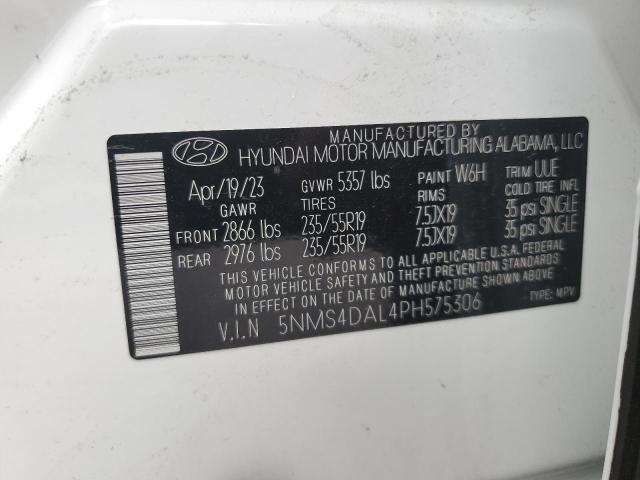 MANUFACTURED BY
HYUNDAI MOTOR MANUFACTURING ALABAMA, LLC
Apr/19/23 GVWR 5357 lbs PAINT W6H TRIM UUE
GAWR TIRES RIMS COLD TIRE INFL
FRONT 2866 lbs 235/55R19 7.5JX19 35 psi SINGLE
REAR 2976 lbs 235/55R19 7.5JX19 35 psi SINGLE
THIS VEHICLE CONFORMS TO ALL APPLICABLE U.S.A. FEDERAL
MOTOR VEHICLE SAFETY AND THEFT PREVENTION STANDARDS
IN EFFECT ON THE DATE OF MANUFACTURE SHOWN ABOVE
V.I.N 5NMS4DAL4PH575306 TYPE: MPV